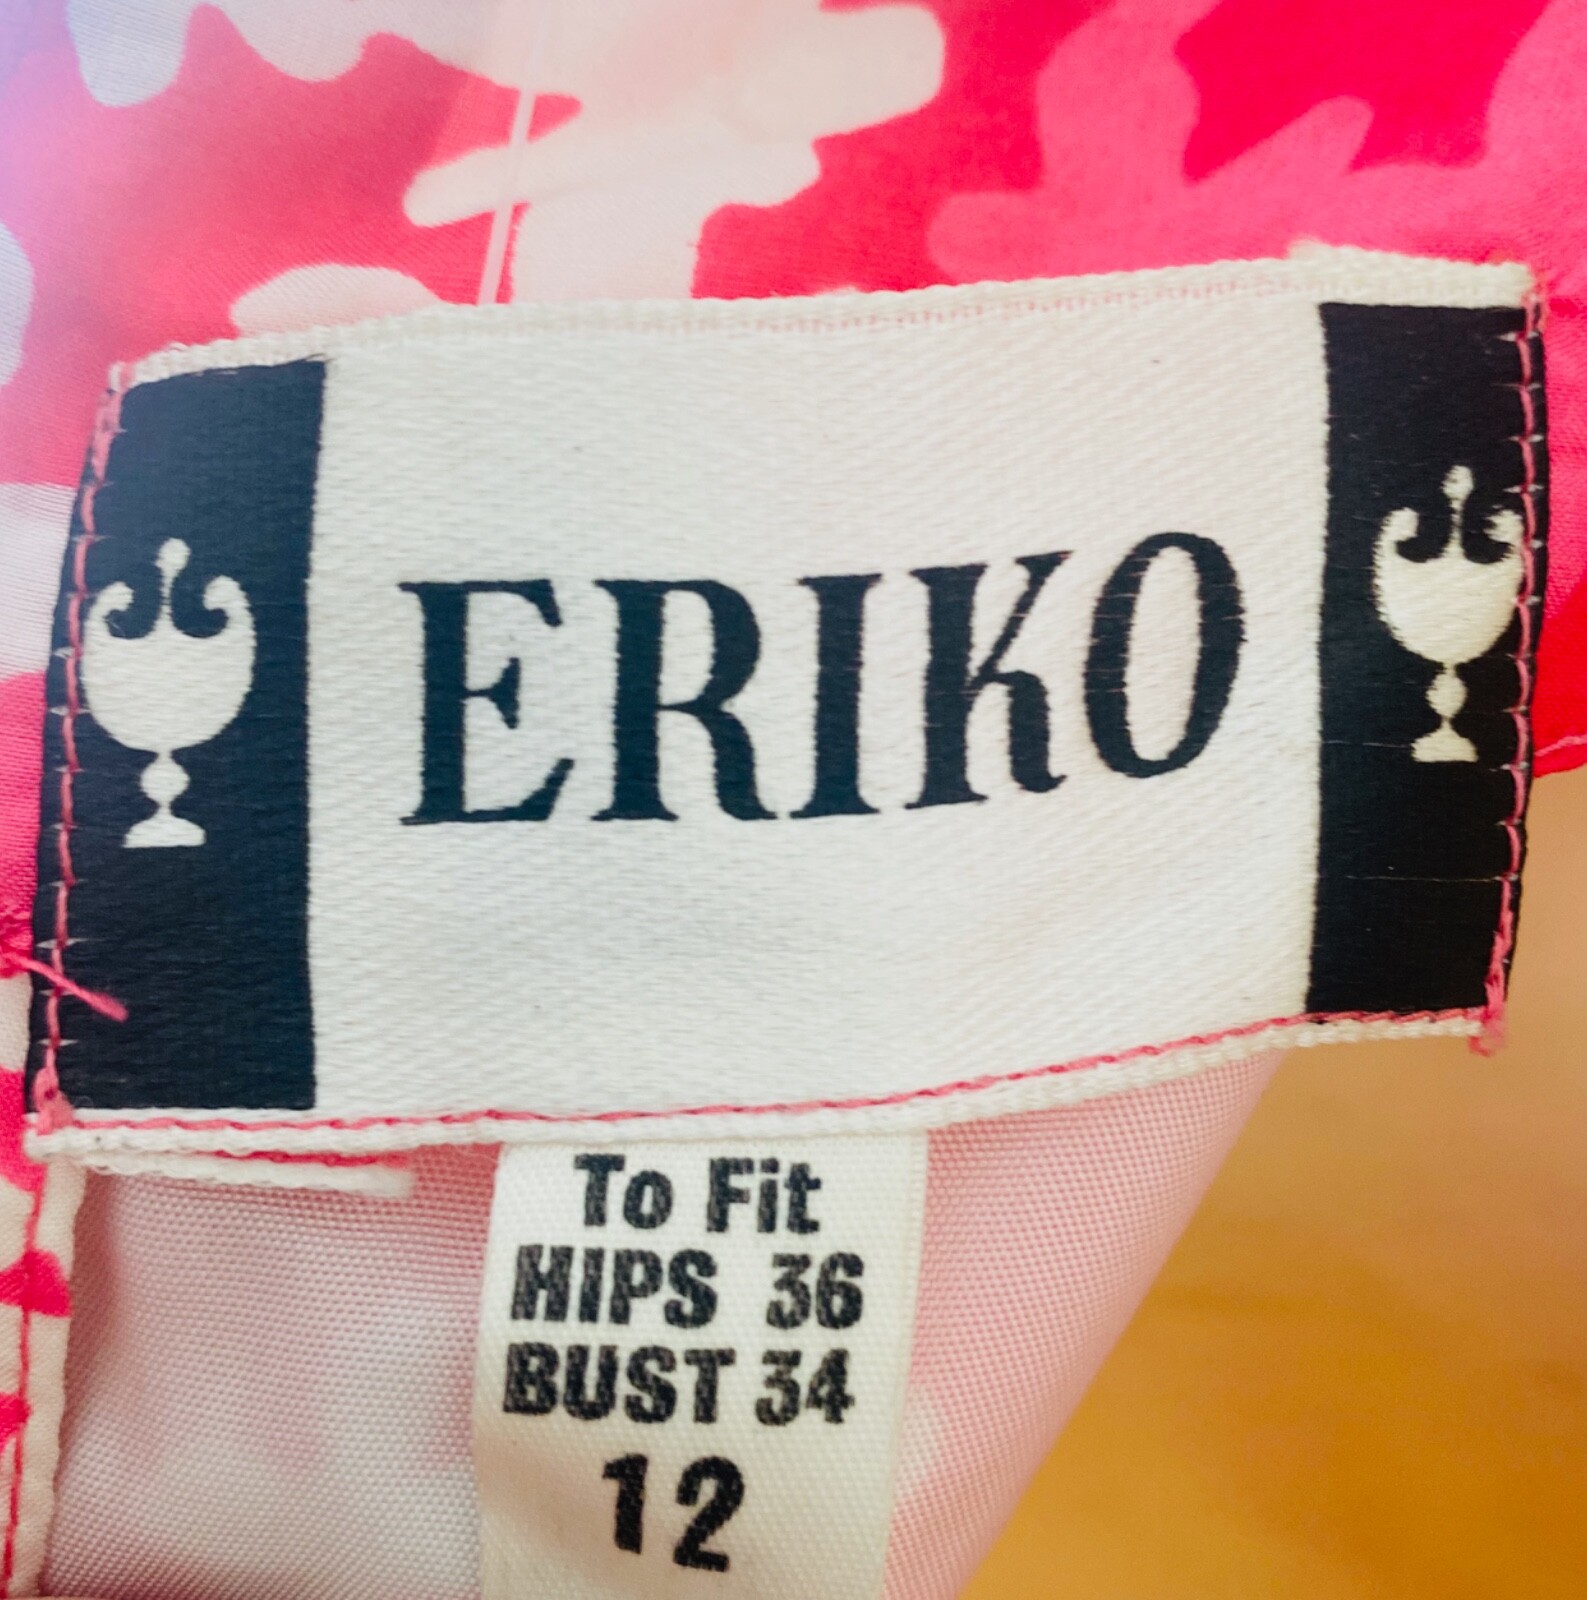 ERIKO
To Fit
HIPS 36
BUST 34
12